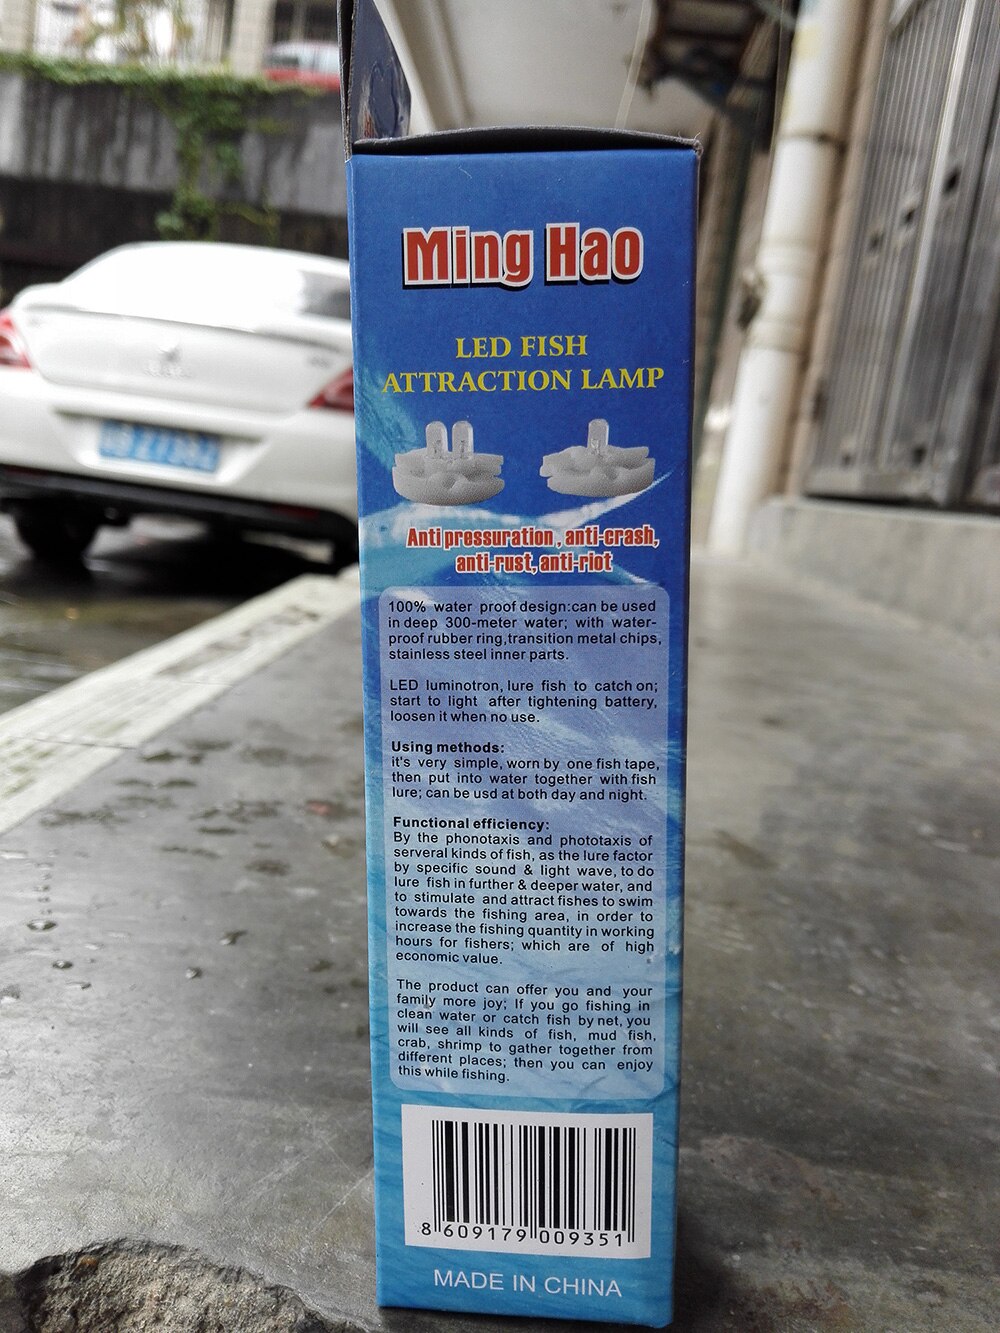 Ming Hao
LED FISH
ATTRACTION LAMP
Anti pressuration, anti-crash,
anti-rust, anti-riot
100% water proof design:can be used
in deep 300-meter water; with water-
proof rubber ring,transition metal chips,
stainless steel inner parts.
LED luminotron, lure fish to catch on;
start to light after tightening battery,
loosen it when no use.
Using methods:
it's very simple, worn by one fish tape,
then put into water together with fish
lure; can be usd at both day and night.
Functional efficiency:
By the phonotaxis and phototaxis of
serveral kinds of fish, as the lure factor
by specific sound & light wave, to do
lure fish in further & deeper water, and
to stimulate and attract fishes to swim
towards the fishing area, in order to
increase the fishing quantity in working
hours for fishers; which are of high
economic value.
The product can offer you and your
family more joy; If you go fishing in
clean water or catch fish by net, you
will see all kinds of fish, mud fish,
crab, shrimp to gather together from
different places; then you can enjoy
this while fishing.
8 609179 009351
MADE IN CHINA